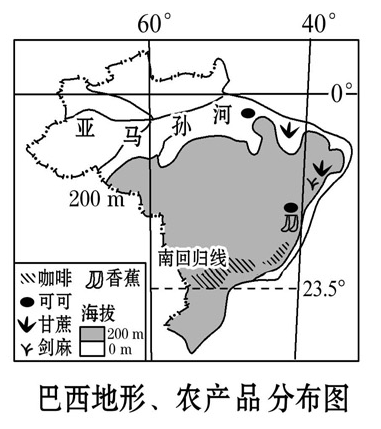 60° 40°
0°
亚 马 孙 河
200 m
南回归线
23.5°
咖啡 香蕉
可可
甘蔗 海拔
剑麻 200 m
0 m
巴西地形、农产品分布图